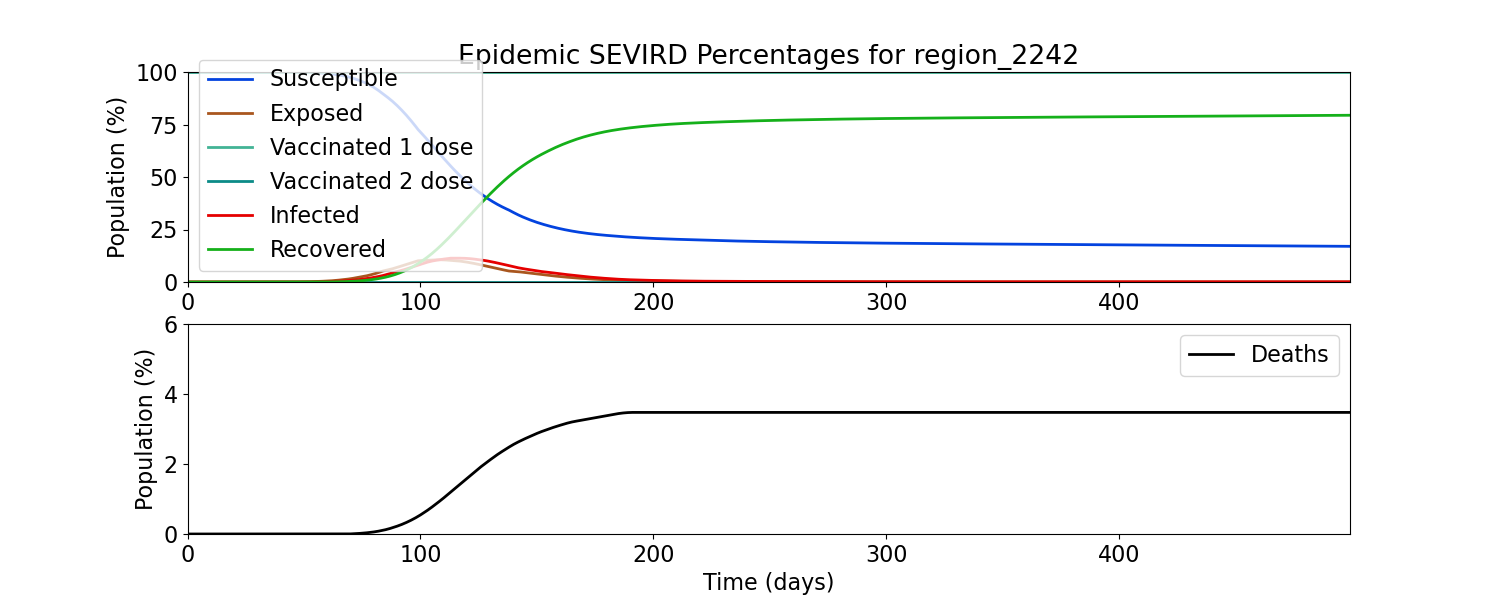 Epidemic SEVIRD Percentages for region_2242
Population (%)
100
75
50
25
0
Susceptible
Exposed
Vaccinated 1 dose
Vaccinated 2 dose
Infected
Recovered
0 100 200 300 400
Population (%)
6
4
2
0
Deaths
0 100 200 300 400
Time (days)